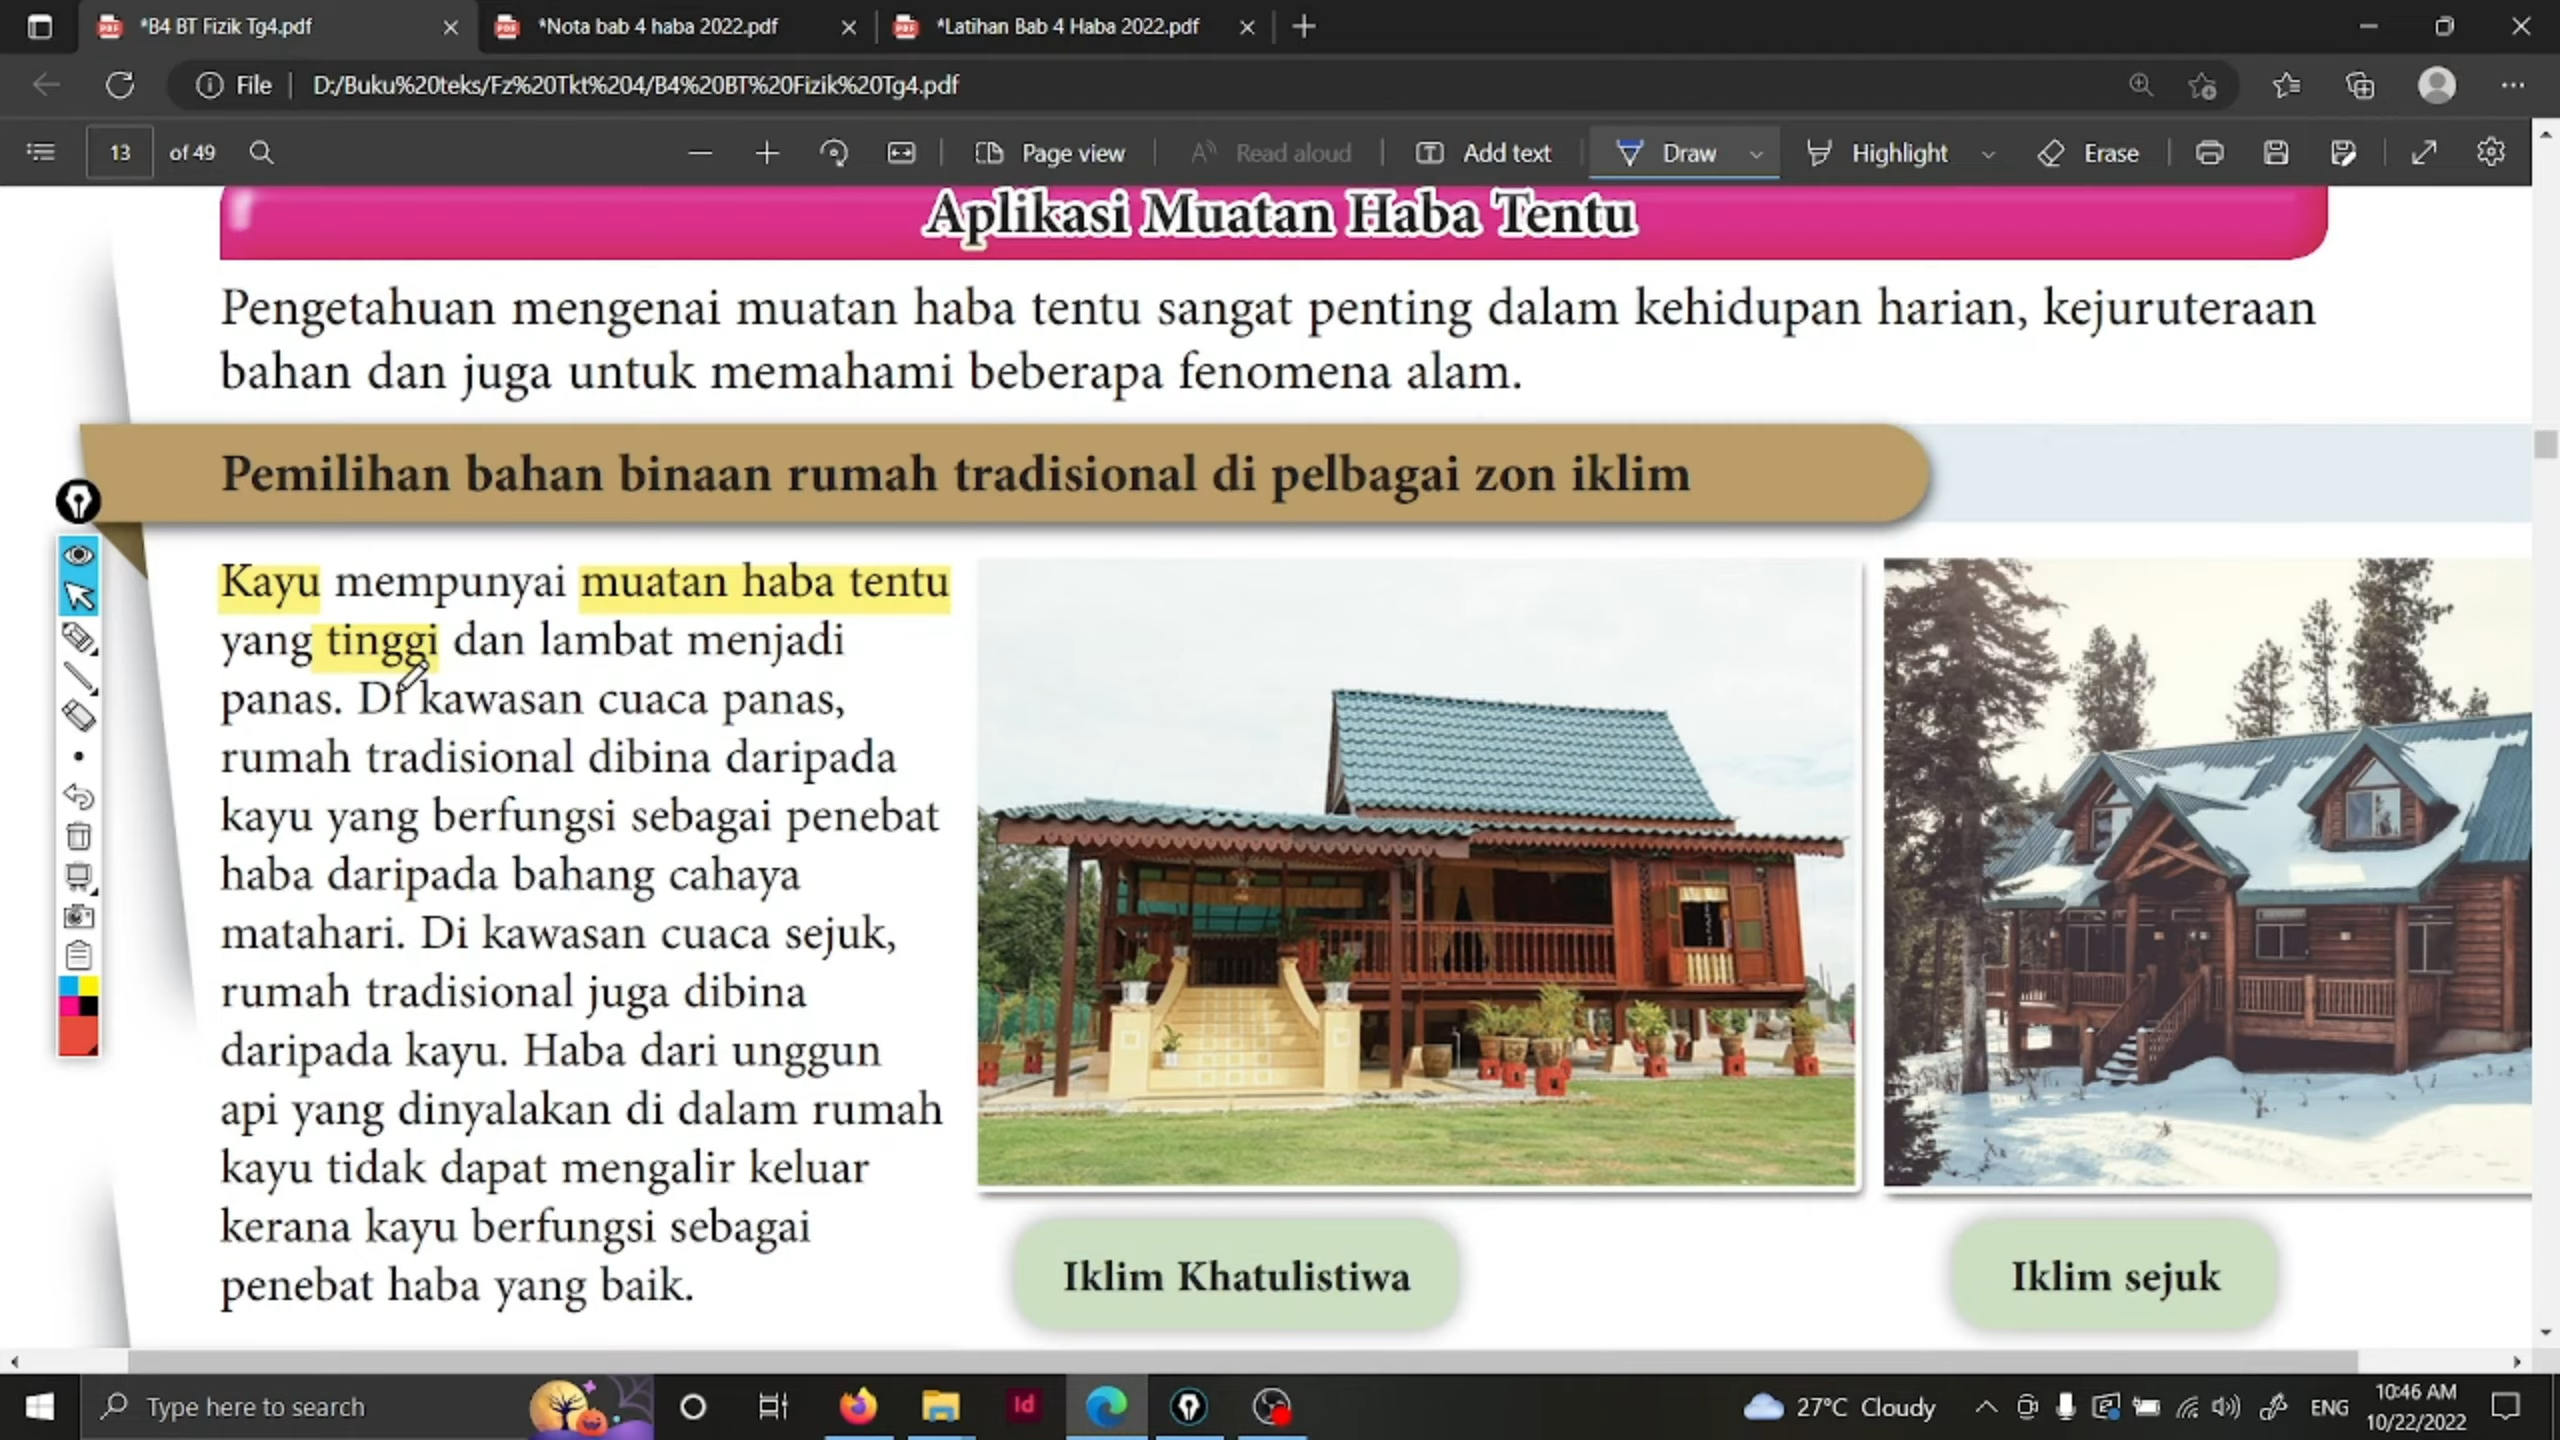 *B4 BT Fizik Tg4.pdf
*Nota bab 4 haba 2022.pdf
*Latihan Bab 4 Haba 2022.pdf
File
D:/Buku%20teks/Fz%20Tkt%204/B4%20BT%20Fizik%20Tg4.pdf
13 of 49
Page view
Read aloud
Add text
Draw
Highlight
Erase
Aplikasi Muatan Haba Tentu
Pengetahuan mengenai muatan haba tentu sangat penting dalam kehidupan harian, kejuruteraan
bahan dan juga untuk memahami beberapa fenomena alam.
Pemilihan bahan binaan rumah tradisional di pelbagai zon iklim
Kayu mempunyai muatan haba tentu
yang tinggi dan lambat menjadi
panas. Di kawasan cuaca panas,
rumah tradisional dibina daripada
kayu yang berfungsi sebagai penebat
haba daripada bahang cahaya
matahari. Di kawasan cuaca sejuk,
rumah tradisional juga dibina
daripada kayu. Haba dari unggun
api yang dinyalakan di dalam rumah
kayu tidak dapat mengalir keluar
kerana kayu berfungsi sebagai
penebat haba yang baik.
Iklim Khatulistiwa
Iklim sejuk
Type here to search
Id
27°C Cloudy
ENG
10:46 AM
10/22/2022